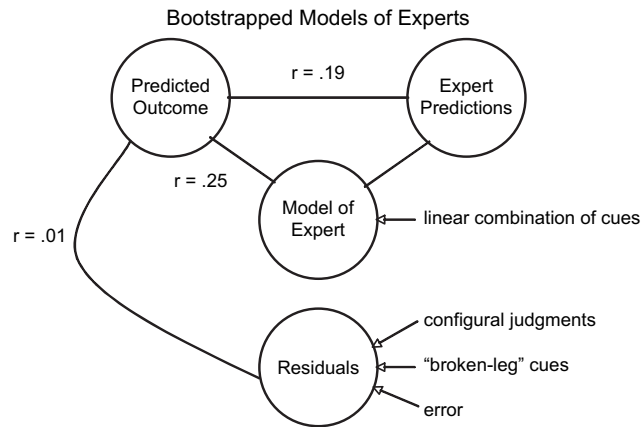 Bootstrapped Models of Experts
Predicted
Outcome
r = .19
Expert
Predictions
r = .25
Model of
Expert
linear combination of cues
r = .01
Residuals
configural judgments
“broken-leg” cues
error